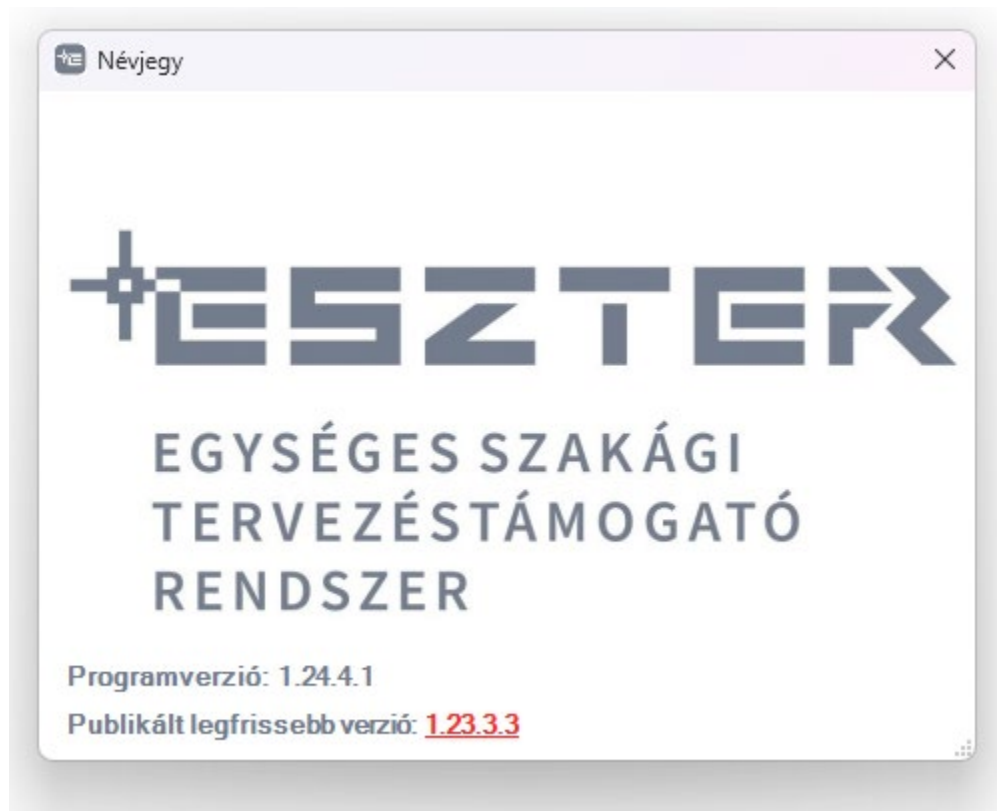 Névjegy
ESZTER
EGYSÉGES SZAKÁGI
TERVEZÉSTÁMOGATÓ
RENDSZER
Programverzió: 1.24.4.1
Publikált legfrissebb verzió: 1.23.3.3